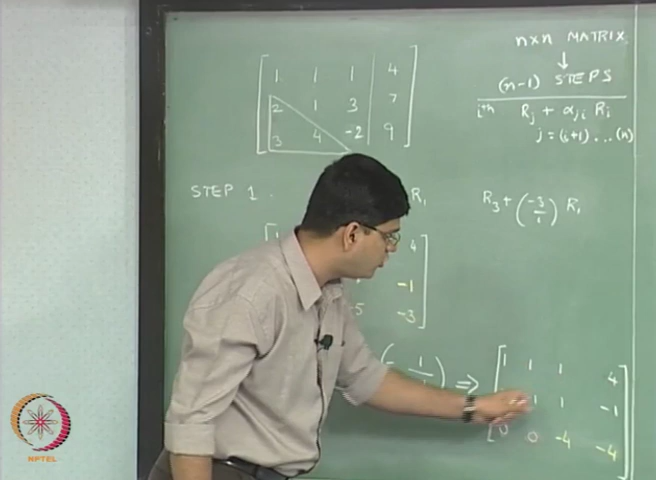 n×n MATRIX
↓
(n-1) STEPS
i^th R_j + α_ji R_i
j = (i+1) ... (n)
1 1 1 | 4
2 1 3 | 7
3 4 -2 | 9
STEP 1. R_1 R_3 + (-3/1) R_1
4
-1
-5 -3
⇒
1 1 1 4
1 -1
0 0 -4 -4
NPTEL